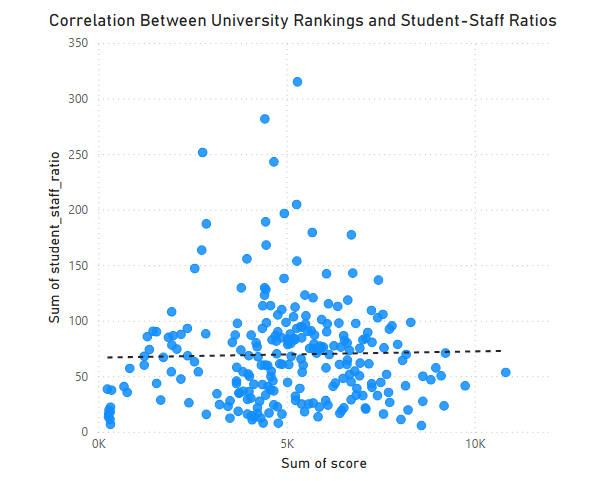 Correlation Between University Rankings and Student-Staff Ratios
Sum of student_staff_ratio
350
300
250
200
150
100
50
0
0K
5K
10K
Sum of score